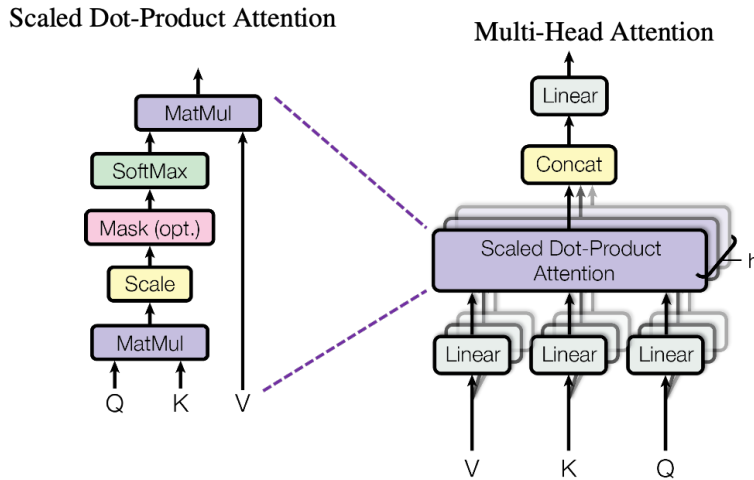 Scaled Dot-Product Attention
MatMul
SoftMax
Mask (opt.)
Scale
MatMul
Q K V
Multi-Head Attention
Linear
Concat
Scaled Dot-Product
Attention
h
Linear Linear Linear
V K Q